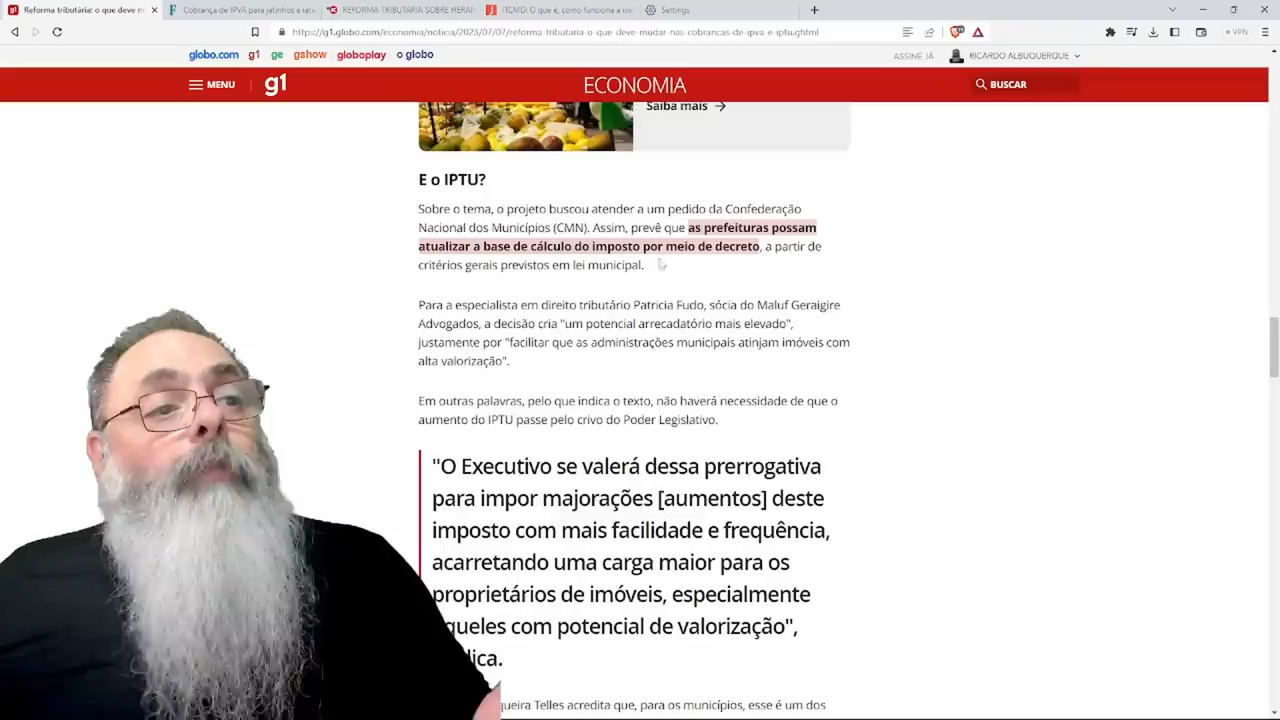 Reforma tributária: o que deve m
Cobrança de IPVA para jatinhos e iate
REFORMA TRIBUTÁRIA SOBRE HERAN
ITCMD: O que é, como funciona a ise
Settings
https://g1.globo.com/economia/noticia/2023/07/07/reforma-tributaria-o-que-deve-mudar-nas-cobrancas-de-ipva-e-iptu.ghtml
VPN
globo.com g1 ge gshow globoplay o globo
ASSINE JÁ
RICARDO ALBUQUERQUE
MENU
g1
ECONOMIA
BUSCAR
Saiba mais →
E o IPTU?
Sobre o tema, o projeto buscou atender a um pedido da Confederação
Nacional dos Municípios (CMN). Assim, prevê que as prefeituras possam
atualizar a base de cálculo do imposto por meio de decreto, a partir de
critérios gerais previstos em lei municipal.
Para a especialista em direito tributário Patricia Fudo, sócia do Maluf Geraigire
Advogados, a decisão cria "um potencial arrecadatório mais elevado",
justamente por "facilitar que as administrações municipais atinjam imóveis com
alta valorização".
Em outras palavras, pelo que indica o texto, não haverá necessidade de que o
aumento do IPTU passe pelo crivo do Poder Legislativo.
"O Executivo se valerá dessa prerrogativa
para impor majorações [aumentos] deste
imposto com mais facilidade e frequência,
acarretando uma carga maior para os
proprietários de imóveis, especialmente
queles com potencial de valorização",
lica.
queira Telles acredita que, para os municípios, esse é um dos